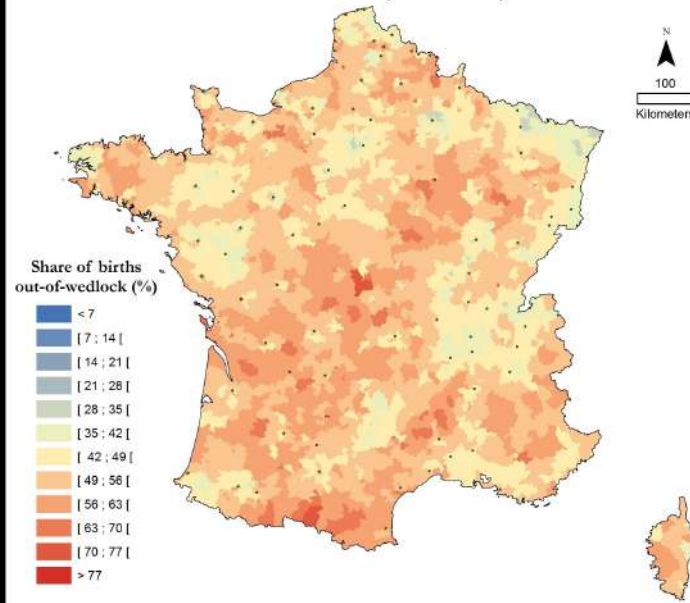 N
100
Kilometers
Share of births
out-of-wedlock (%)
< 7
[ 7 ; 14 [
[ 14 ; 21 [
[ 21 ; 28 [
[ 28 ; 35 [
[ 35 ; 42 [
[ 42 ; 49 [
[ 49 ; 56 [
[ 56 ; 63 [
[ 63 ; 70 [
[ 70 ; 77 [
> 77